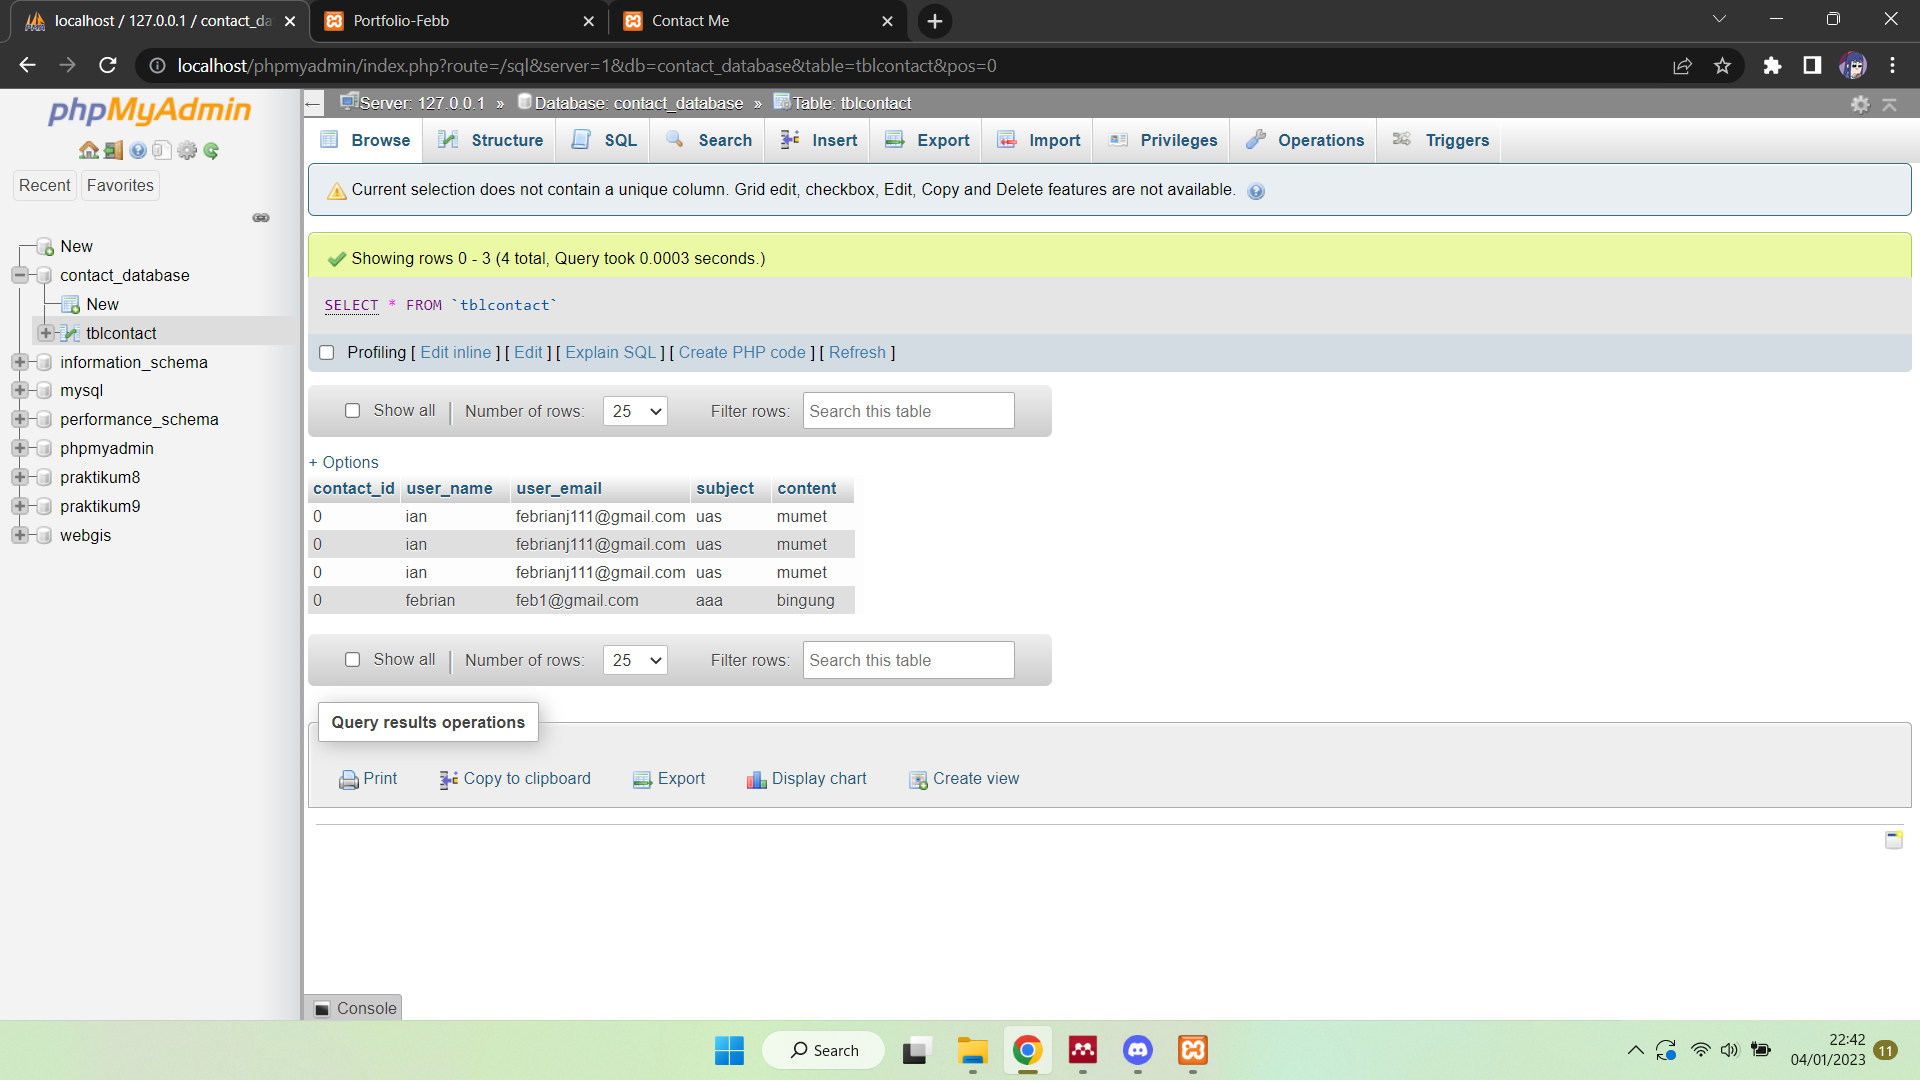 localhost / 127.0.0.1 / contact_da
Portfolio-Febb
Contact Me
localhost/phpmyadmin/index.php?route=/sql&server=1&db=contact_database&table=tblcontact&pos=0
phpMyAdmin
Recent
Favorites
New
contact_database
New
tblcontact
information_schema
mysql
performance_schema
phpmyadmin
praktikum8
praktikum9
webgis
Server: 127.0.0.1 » Database: contact_database » Table: tblcontact
Browse Structure SQL Search Insert Export Import Privileges Operations Triggers
Current selection does not contain a unique column. Grid edit, checkbox, Edit, Copy and Delete features are not available.
Showing rows 0 - 3 (4 total, Query took 0.0003 seconds.)
SELECT * FROM `tblcontact`
Profiling [ Edit inline ] [ Edit ] [ Explain SQL ] [ Create PHP code ] [ Refresh ]
Show all | Number of rows: 25 Filter rows: Search this table
+ Options
contact_id user_name user_email subject content
0 ian febrianj111@gmail.com uas mumet
0 ian febrianj111@gmail.com uas mumet
0 ian febrianj111@gmail.com uas mumet
0 febrian feb1@gmail.com aaa bingung
Show all | Number of rows: 25 Filter rows: Search this table
Query results operations
Print Copy to clipboard Export Display chart Create view
Console
Search
22:42
04/01/2023
11